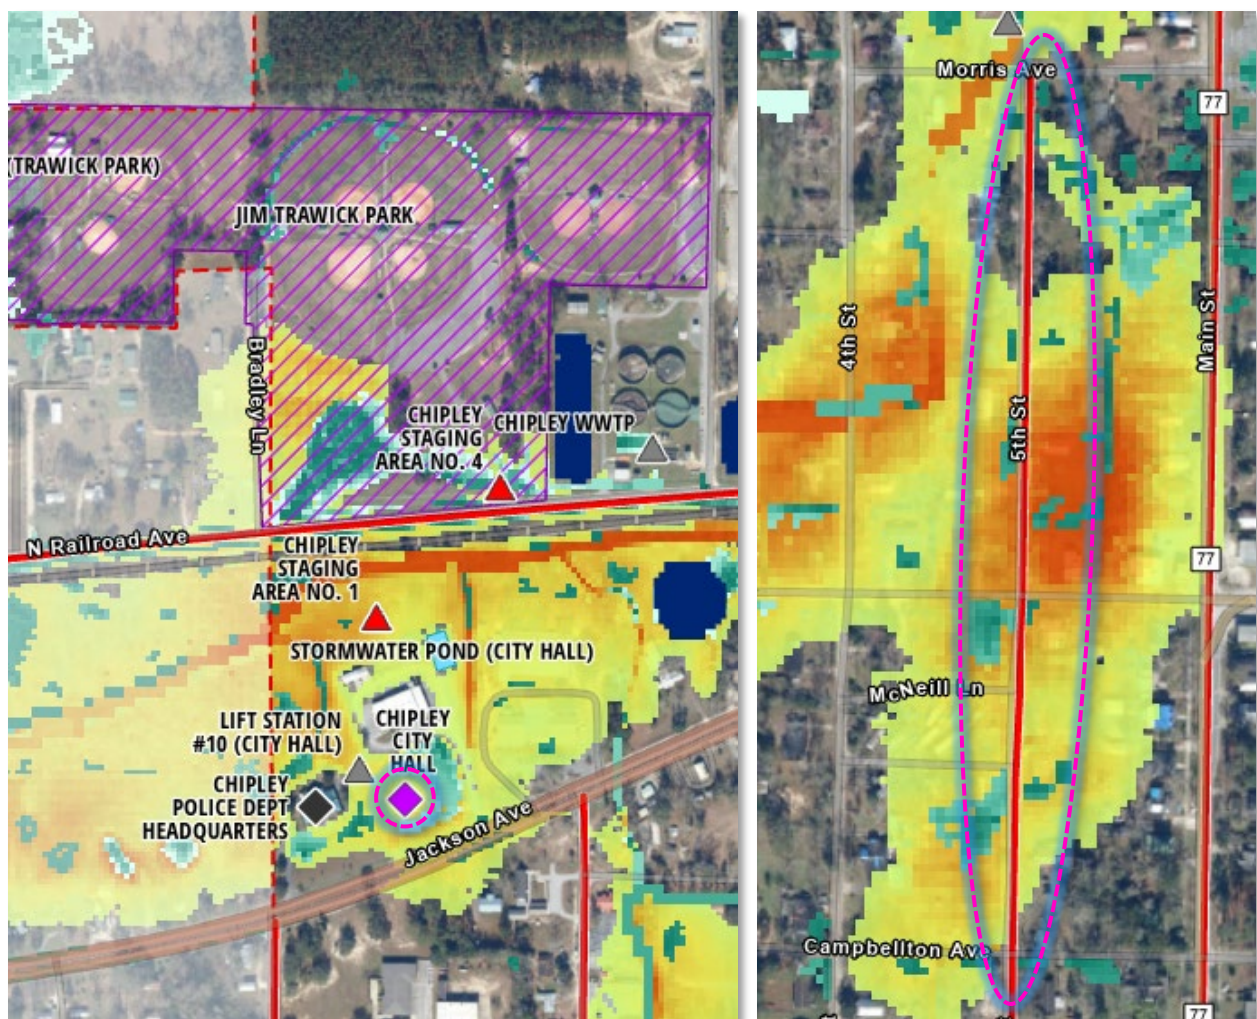 (TRAWICK PARK)
JIM TRAWICK PARK
Bradley Ln
CHIPLEY
STAGING
AREA NO. 4
CHIPLEY WWTP
N Railroad Ave
CHIPLEY
STAGING
AREA NO. 1
STORMWATER POND (CITY HALL)
LIFT STATION
#10 (CITY HALL)
CHIPLEY
CITY
HALL
CHIPLEY
POLICE DEPT
HEADQUARTERS
Jackson Ave
Morris Ave
77
4th St
Main St
5th St
77
McNeill Ln
Campbellton Ave
77